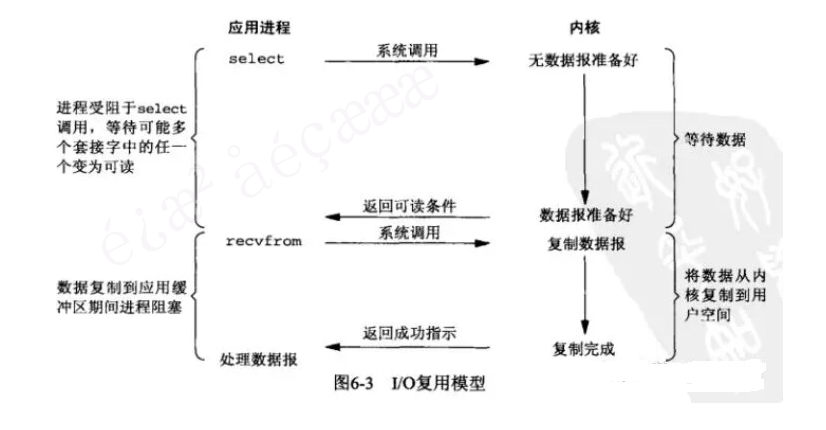 应用进程
内核
select
系统调用
无数据报准备好
进程受阻于select
调用，等待可能多
个套接字中的任一
个变为可读
等待数据
返回可读条件
数据报准备好
recvfrom
系统调用
复制数据报
数据复制到应用缓
冲区期间进程阻塞
将数据从内
核复制到用
户空间
返回成功指示
复制完成
处理数据报
图6-3 I/O复用模型